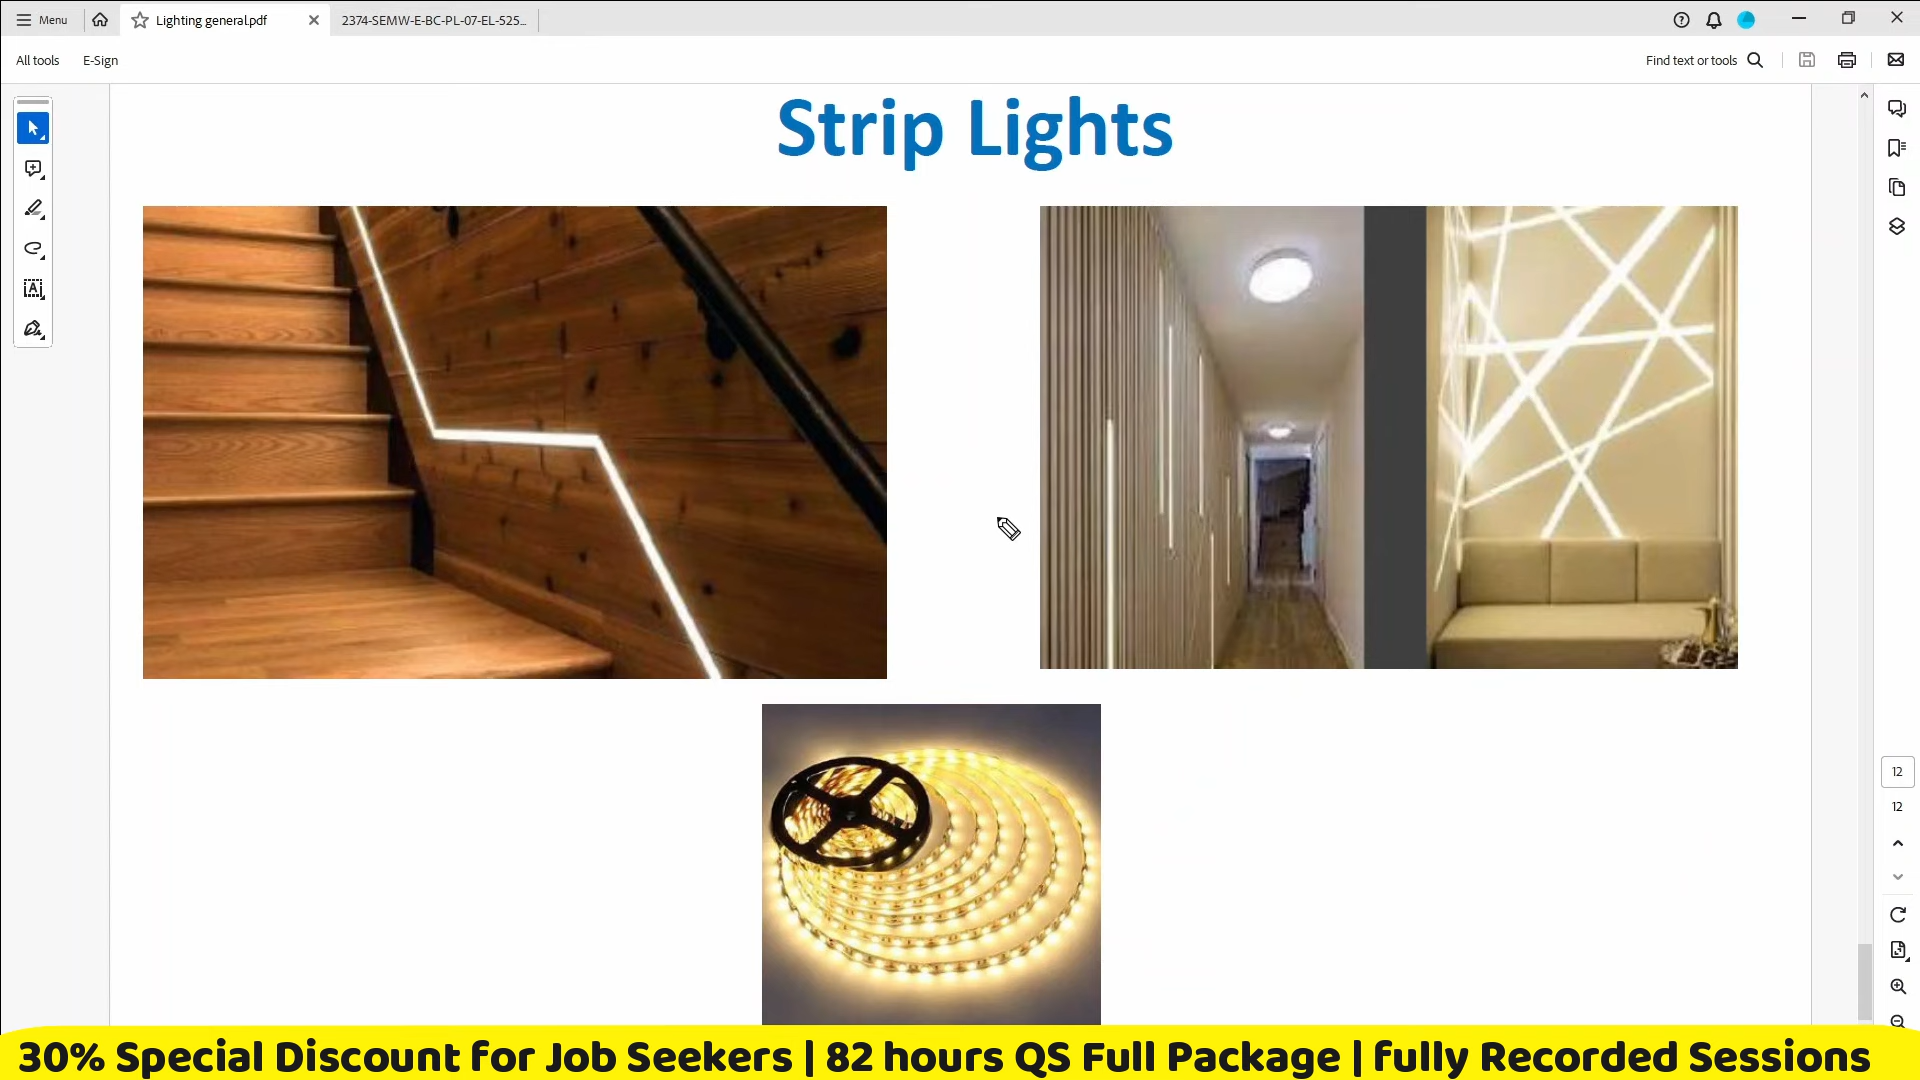 Menu
Lighting general.pdf
2374-SEMW-E-BC-PL-07-EL-525...
All tools
E-Sign
Find text or tools
Strip Lights
12
12
30% Special Discount for Job Seekers | 82 hours QS Full Package | fully Recorded Sessions